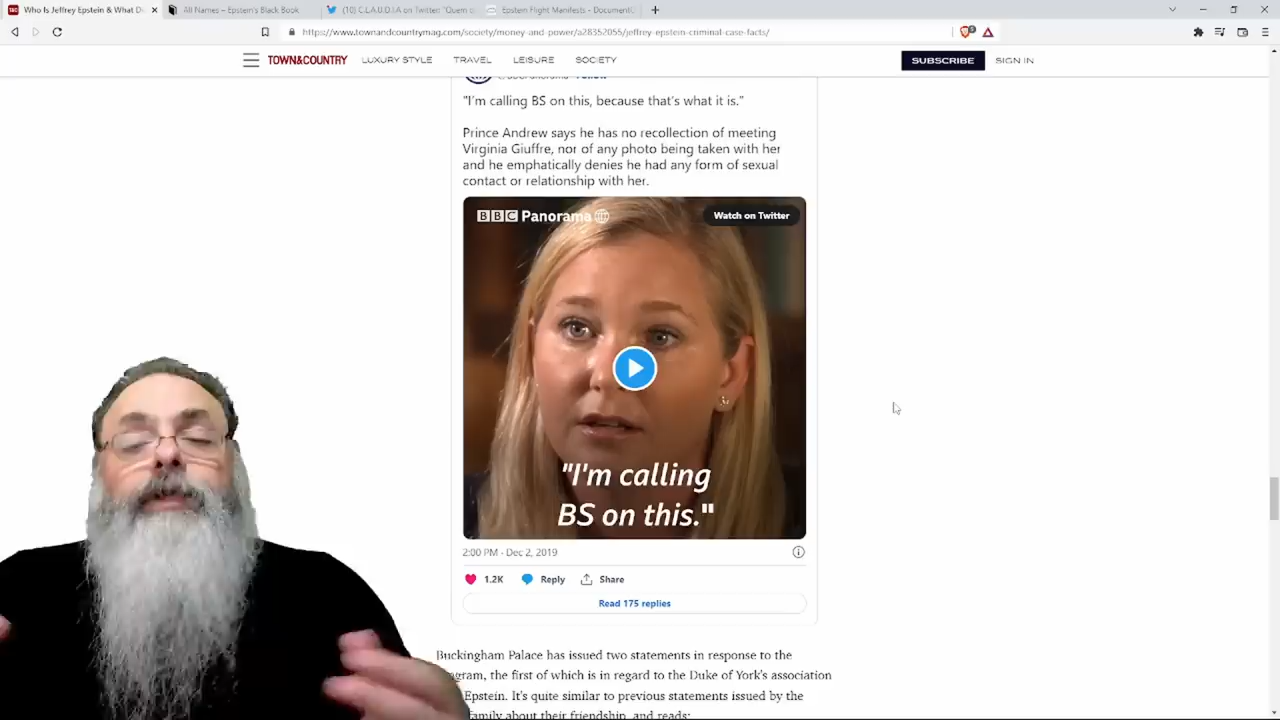 Who Is Jeffrey Epstein & What D
All Names – Epstein's Black Book
(10) C.L.A.U.D.I.A on Twitter: "Quem o
Epstein Flight Manifests - DocumentC
https://www.townandcountrymag.com/society/money-and-power/a28352055/jeffrey-epstein-criminal-case-facts/
TOWN&COUNTRY
LUXURY STYLE
TRAVEL
LEISURE
SOCIETY
SUBSCRIBE
SIGN IN
"I'm calling BS on this, because that's what it is."
Prince Andrew says he has no recollection of meeting
Virginia Giuffre, nor of any photo being taken with her
and he emphatically denies he had any form of sexual
contact or relationship with her.
BBC Panorama
Watch on Twitter
"I'm calling
BS on this."
2:00 PM · Dec 2, 2019
1.2K
Reply
Share
Read 175 replies
Buckingham Palace has issued two statements in response to the
gram, the first of which is in regard to the Duke of York's association
Epstein. It's quite similar to previous statements issued by the
family about their friendship, and reads: